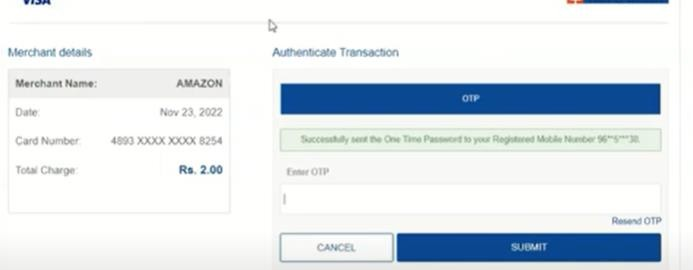 VISA
Merchant details
Merchant Name: AMAZON
Date: Nov 23, 2022
Card Number: 4893 XXXX XXXX 8254
Total Charge: Rs. 2.00
Authenticate Transaction
OTP
Successfully sent the One Time Password to your Registered Mobile Number 96**5***30.
Enter OTP
Resend OTP
CANCEL
SUBMIT